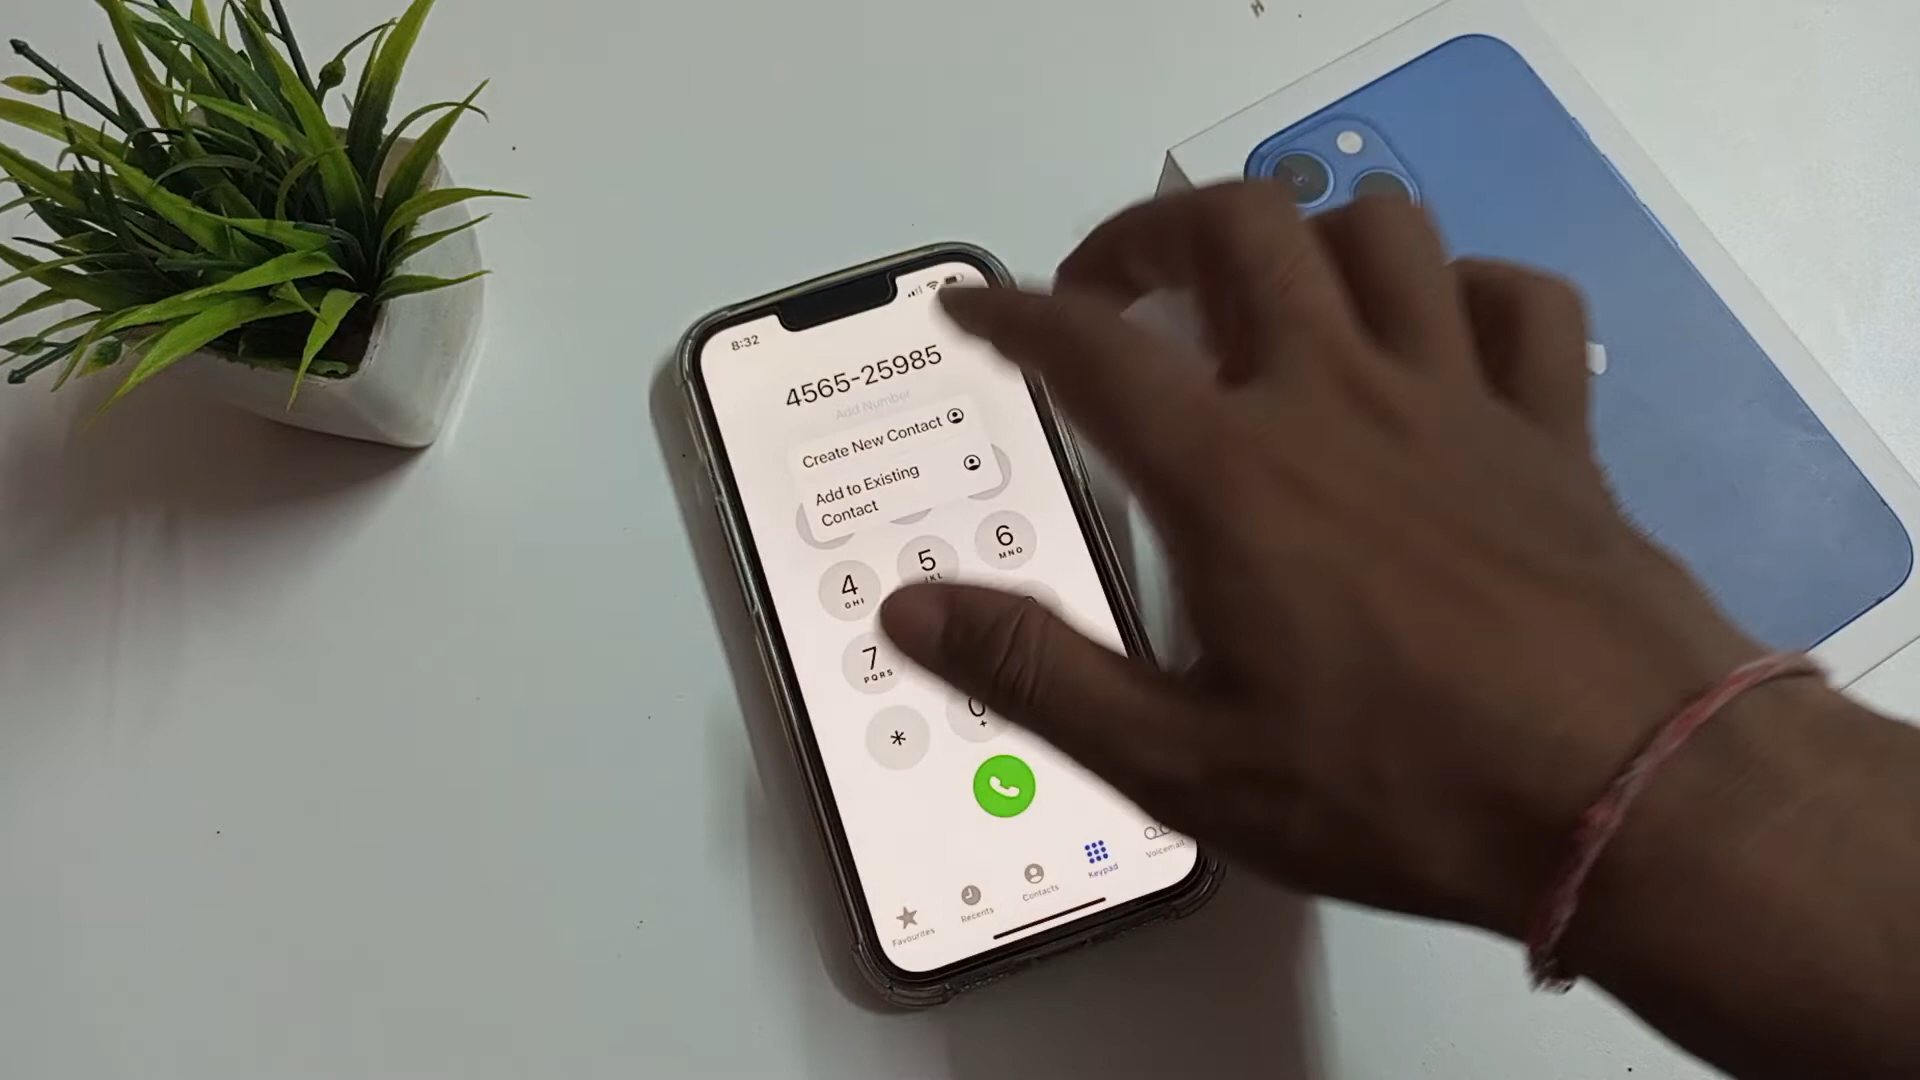 8:32
4565-25985
Add Number
Create New Contact
Add to Existing
Contact
4
GHI
5
JKL
6
MNO
7
PQRS
*
0
+
Favourites
Recents
Contacts
Keypad
Voicemail